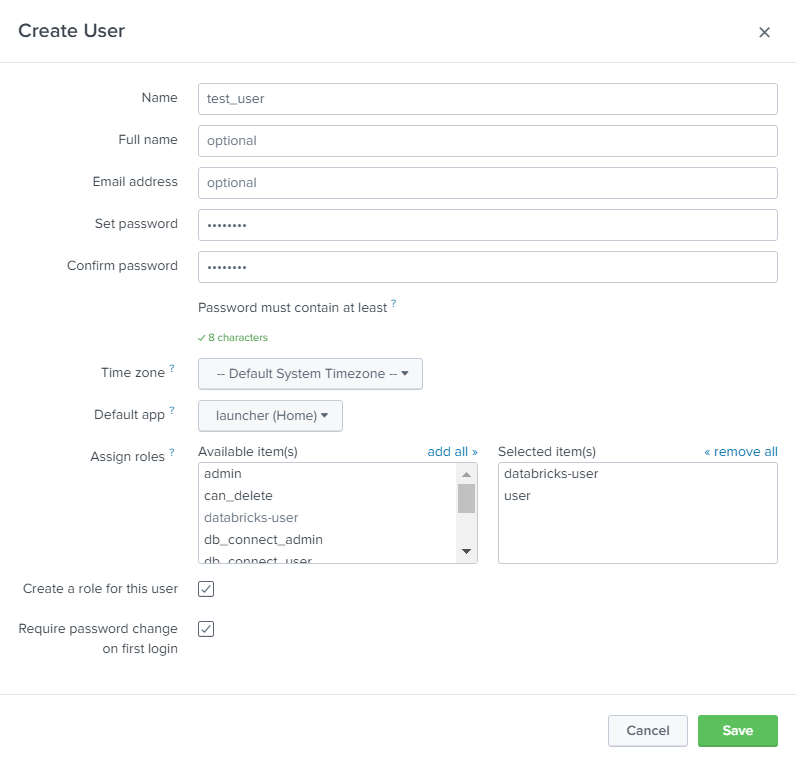 Create User
Name
test_user
Full name
optional
Email address
optional
Set password
••••••••
Confirm password
••••••••
Password must contain at least ?
✓ 8 characters
Time zone ?
-- Default System Timezone --
Default app ?
launcher (Home)
Assign roles ?
Available item(s) add all »
admin
can_delete
databricks-user
db_connect_admin
db_connect_user
Selected item(s) « remove all
databricks-user
user
Create a role for this user
Require password change
on first login
Cancel
Save